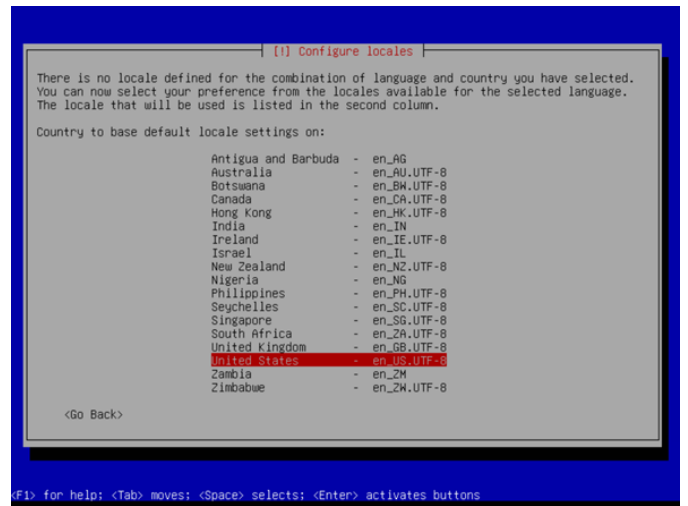 [!] Configure locales
There is no locale defined for the combination of language and country you have selected.
You can now select your preference from the locales available for the selected language.
The locale that will be used is listed in the second column.
Country to base default locale settings on:
Antigua and Barbuda - en_AG
Australia - en_AU.UTF-8
Botswana - en_BW.UTF-8
Canada - en_CA.UTF-8
Hong Kong - en_HK.UTF-8
India - en_IN
Ireland - en_IE.UTF-8
Israel - en_IL
New Zealand - en_NZ.UTF-8
Nigeria - en_NG
Philippines - en_PH.UTF-8
Seychelles - en_SC.UTF-8
Singapore - en_SG.UTF-8
South Africa - en_ZA.UTF-8
United Kingdom - en_GB.UTF-8
United States - en_US.UTF-8
Zambia - en_ZM
Zimbabwe - en_ZW.UTF-8
<Go Back>
<F1> for help; <Tab> moves; <Space> selects; <Enter> activates buttons